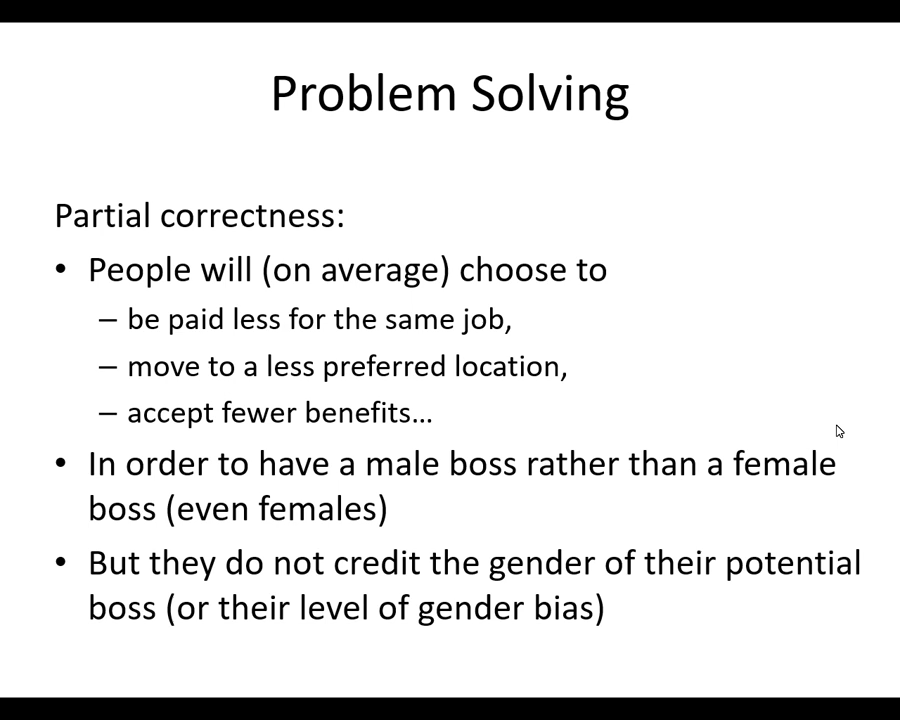 Problem Solving
Partial correctness:
• People will (on average) choose to
– be paid less for the same job,
– move to a less preferred location,
– accept fewer benefits...
• In order to have a male boss rather than a female
boss (even females)
• But they do not credit the gender of their potential
boss (or their level of gender bias)